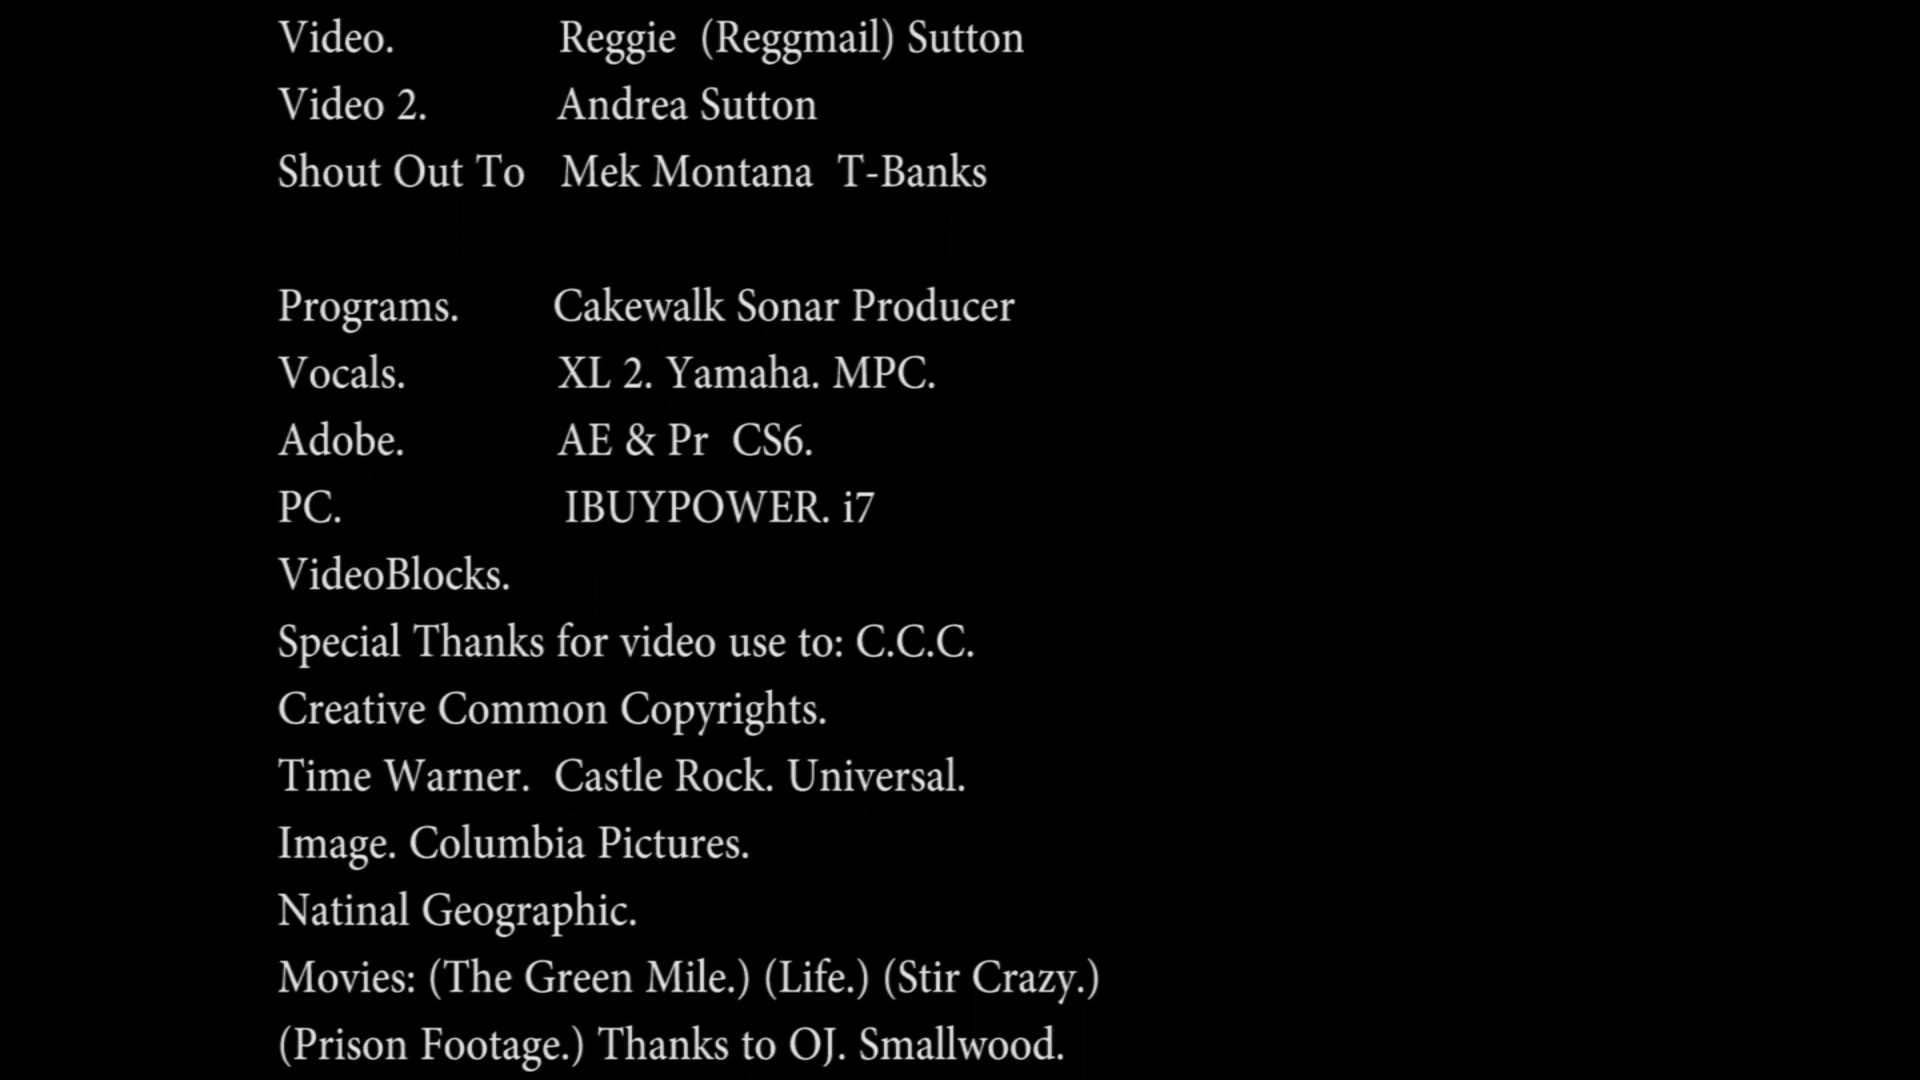 Video. Reggie (Reggmail) Sutton
Video 2. Andrea Sutton
Shout Out To Mek Montana T-Banks
Programs. Cakewalk Sonar Producer
Vocals. XL 2. Yamaha. MPC.
Adobe. AE & Pr CS6.
PC. IBUYPOWER. i7
VideoBlocks.
Special Thanks for video use to: C.C.C.
Creative Common Copyrights.
Time Warner. Castle Rock. Universal.
Image. Columbia Pictures.
Natinal Geographic.
Movies: (The Green Mile.) (Life.) (Stir Crazy.)
(Prison Footage.) Thanks to OJ. Smallwood.